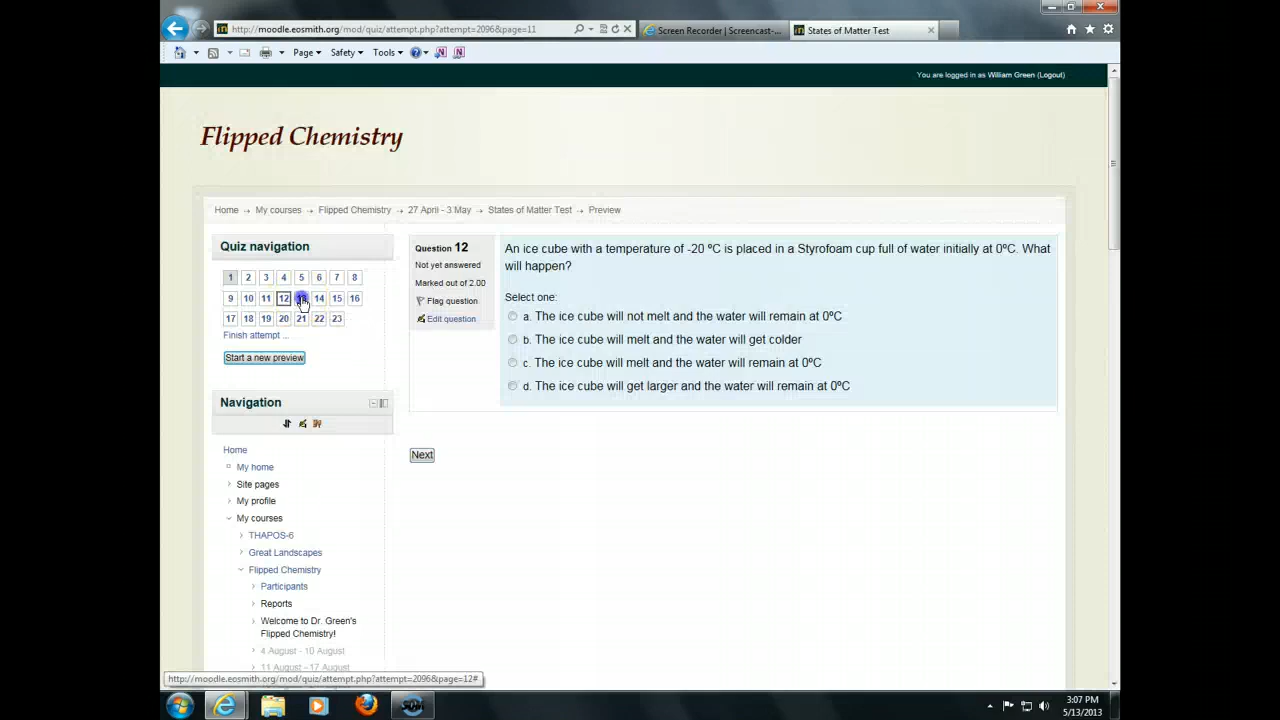 http://moodle.eosmith.org/mod/quiz/attempt.php?attempt=2096&page=11
Screen Recorder | Screencast-...
States of Matter Test
Page
Safety
Tools
You are logged in as William Green (Logout)
Flipped Chemistry
Home → My courses → Flipped Chemistry → 27 April - 3 May → States of Matter Test → Preview
Quiz navigation
1 2 3 4 5 6 7 8
9 10 11 12 13 14 15 16
17 18 19 20 21 22 23
Finish attempt ...
Start a new preview
Question 12
Not yet answered
Marked out of 2.00
Flag question
Edit question
An ice cube with a temperature of -20 ºC is placed in a Styrofoam cup full of water initially at 0ºC. What
will happen?
Select one:
a. The ice cube will not melt and the water will remain at 0ºC
b. The ice cube will melt and the water will get colder
c. The ice cube will melt and the water will remain at 0ºC
d. The ice cube will get larger and the water will remain at 0ºC
Next
Navigation
Home
My home
Site pages
My profile
My courses
THAPOS-6
Great Landscapes
Flipped Chemistry
Participants
Reports
Welcome to Dr. Green's
Flipped Chemistry!
4 August - 10 August
11 August - 17 August
http://moodle.eosmith.org/mod/quiz/attempt.php?attempt=2096&page=12#
3:07 PM
5/13/2013